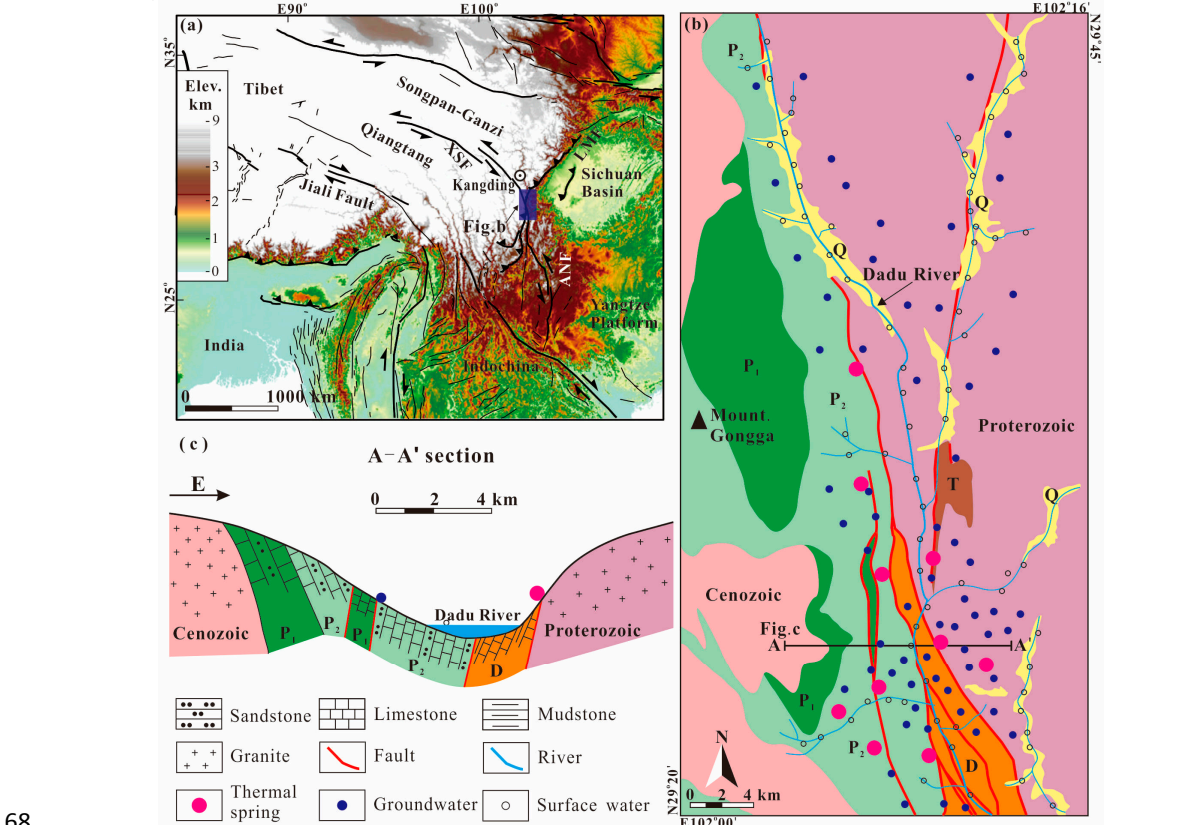 E90° E100°
(a)
N35°
Elev.
km
9
3
2
1
0
Tibet
Songpan-Ganzi
Qiangtang
XSF
LMF
Kangding
Sichuan
Basin
Jiali Fault
Fig.b
ANF
N25°
Yangtze
Platform
India
Indochina
0 1000 km
(b)
E102°16'
N29°45'
P2
Q
Q
Dadu River
P1
P2
Mount.
Gongga
Proterozoic
T
Q
Cenozoic
Fig.c
A A'
P1
P2
D
N
0 2 4 km
N29°20'
E102°00'
(c)
A-A' section
E
0 2 4 km
Dadu River
Cenozoic P1 P2 P1 P2 D Proterozoic
Sandstone Limestone Mudstone
Granite Fault River
Thermal
spring
Groundwater Surface water
68